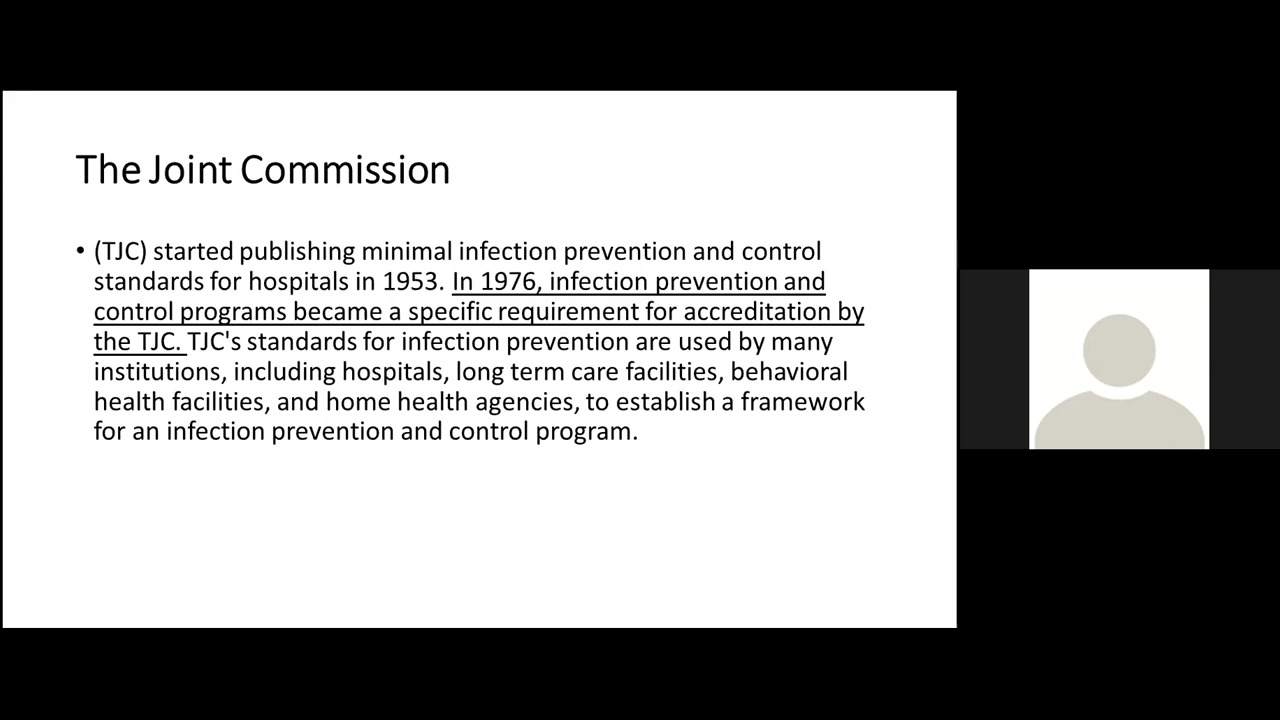 The Joint Commission
• (TJC) started publishing minimal infection prevention and control
standards for hospitals in 1953. In 1976, infection prevention and
control programs became a specific requirement for accreditation by
the TJC. TJC's standards for infection prevention are used by many
institutions, including hospitals, long term care facilities, behavioral
health facilities, and home health agencies, to establish a framework
for an infection prevention and control program.